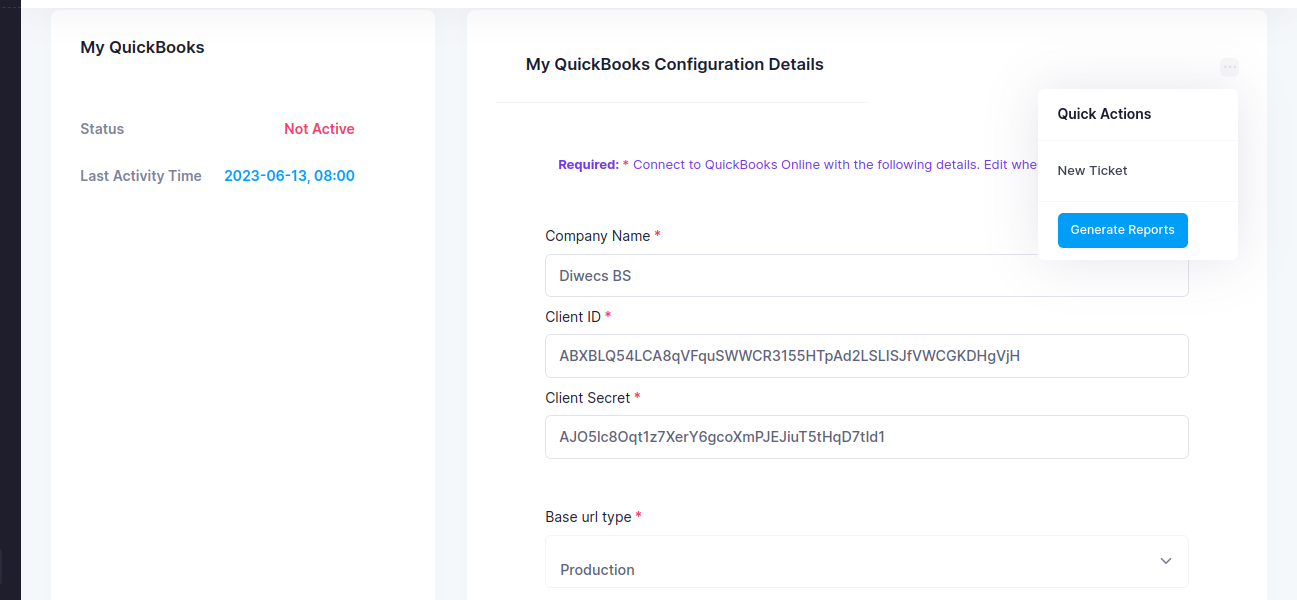 My QuickBooks
Status Not Active
Last Activity Time 2023-06-13, 08:00
My QuickBooks Configuration Details
Quick Actions
New Ticket
Generate Reports
Required: * Connect to QuickBooks Online with the following details. Edit whe
Company Name *
Diwecs BS
Client ID *
ABXBLQ54LCA8qVFquSWWCR3155HTpAd2LSLISJfVWCGKDHgVjH
Client Secret *
AJO5lc8Oqt1z7XerY6gcoXmPJEJiuT5tHqD7tId1
Base url type *
Production